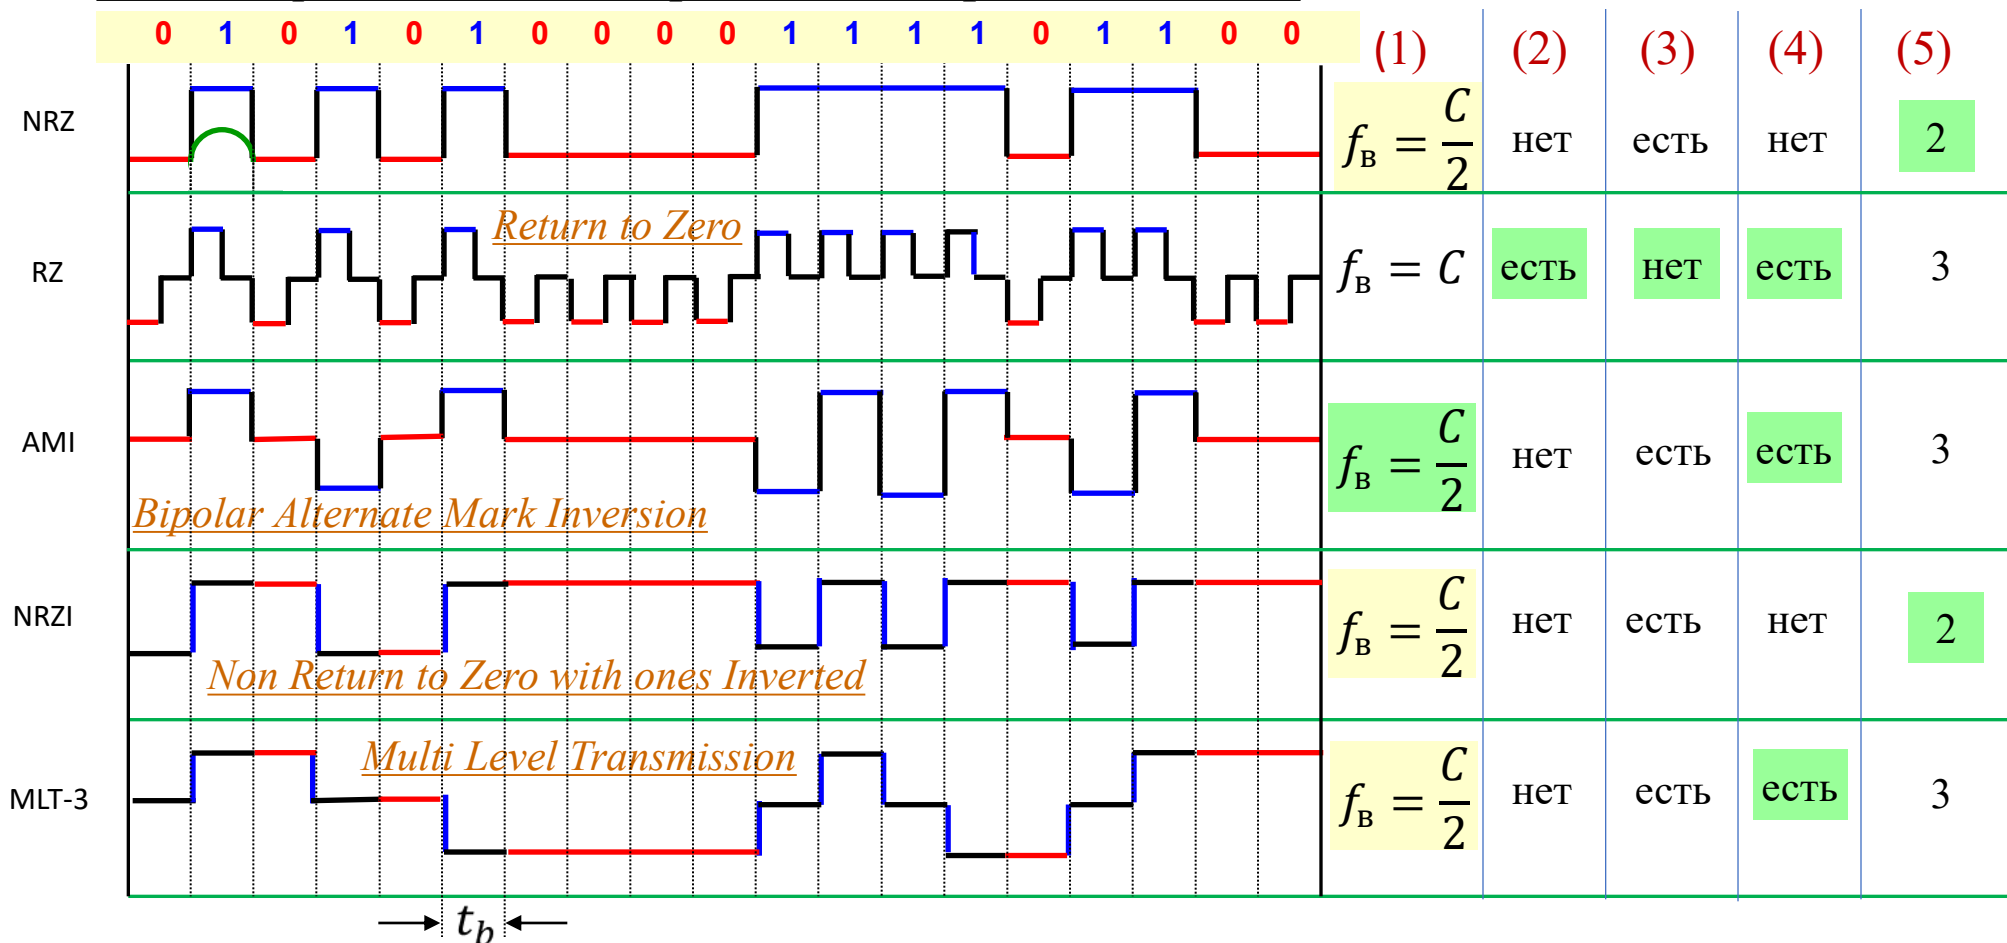 0 1 0 1 0 1 0 0 0 0 1 1 1 1 0 1 1 0 0
(1) (2) (3) (4) (5)
NRZ
f_в = C/2 нет есть нет 2
Return to Zero
RZ
f_в = C есть нет есть 3
AMI
f_в = C/2 нет есть есть 3
Bipolar Alternate Mark Inversion
NRZI
f_в = C/2 нет есть нет 2
Non Return to Zero with ones Inverted
Multi Level Transmission
MLT-3
f_в = C/2 нет есть есть 3
t_b